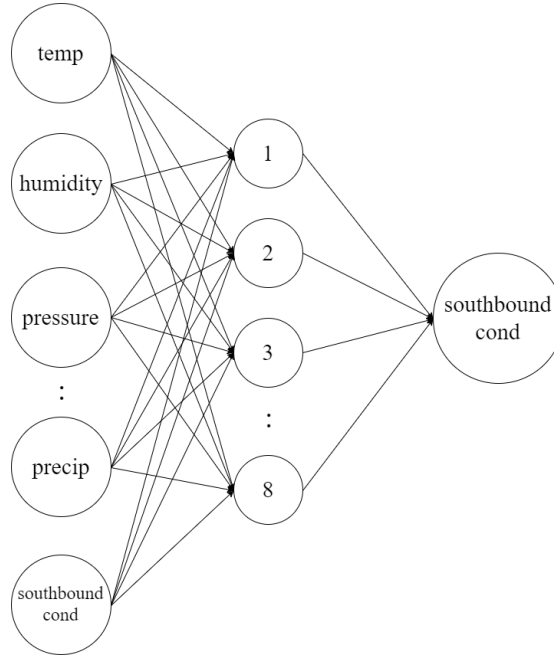 temp
humidity
pressure
:
precip
southbound
cond
1
2
3
:
8
southbound
cond